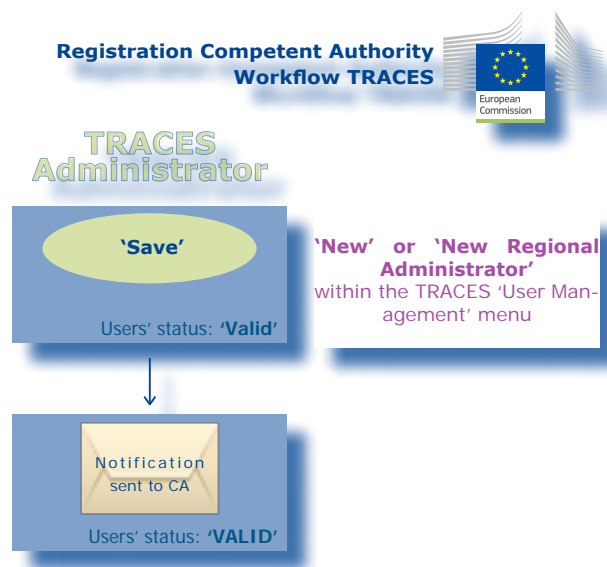 Registration Competent Authority
Workflow TRACES
European
Commission
TRACES
Administrator
‘Save’
Users’ status: ‘Valid’
‘New’ or ‘New Regional
Administrator’
within the TRACES ‘User Man-
agement’ menu
Notification
sent to CA
Users’ status: ‘VALID’